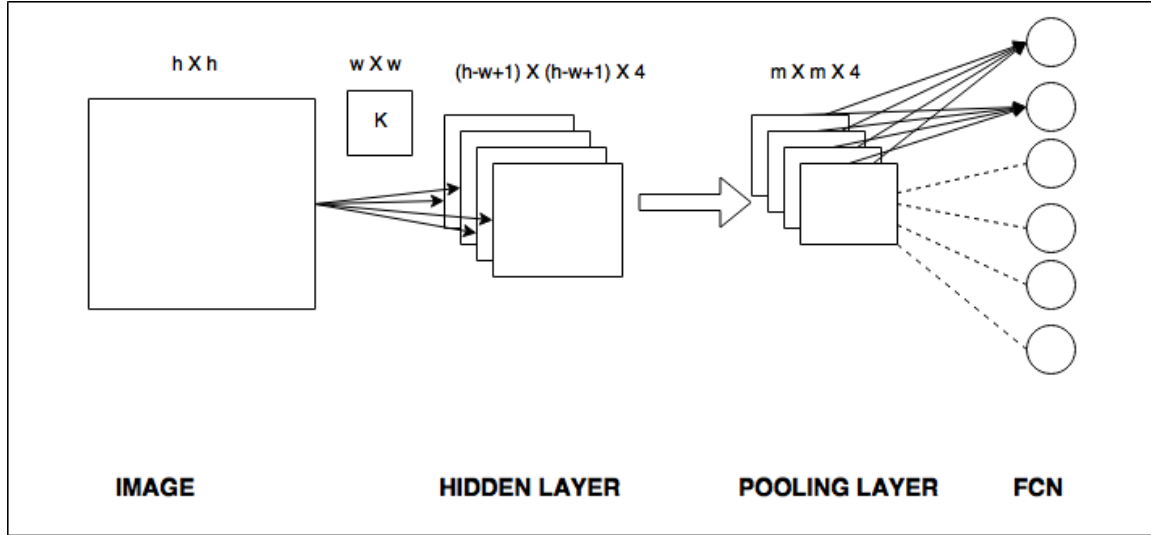 h X h
w X w
(h-w+1) X (h-w+1) X 4
m X m X 4
K
IMAGE
HIDDEN LAYER
POOLING LAYER
FCN